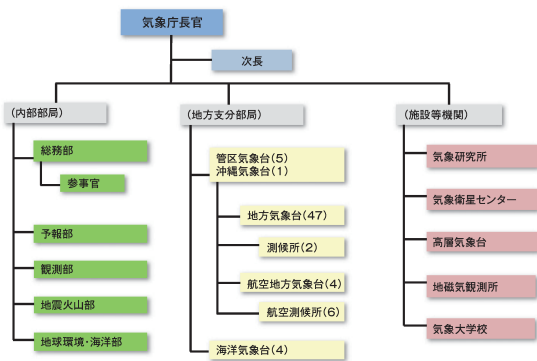 気象庁長官
次長
(内部部局)
総務部
参事官
予報部
観測部
地震火山部
地球環境・海洋部
(地方支分部局)
管区気象台(5)
沖縄気象台(1)
地方気象台(47)
測候所(2)
航空地方気象台(4)
航空測候所(6)
海洋気象台(4)
(施設等機関)
気象研究所
気象衛星センター
高層気象台
地磁気観測所
気象大学校